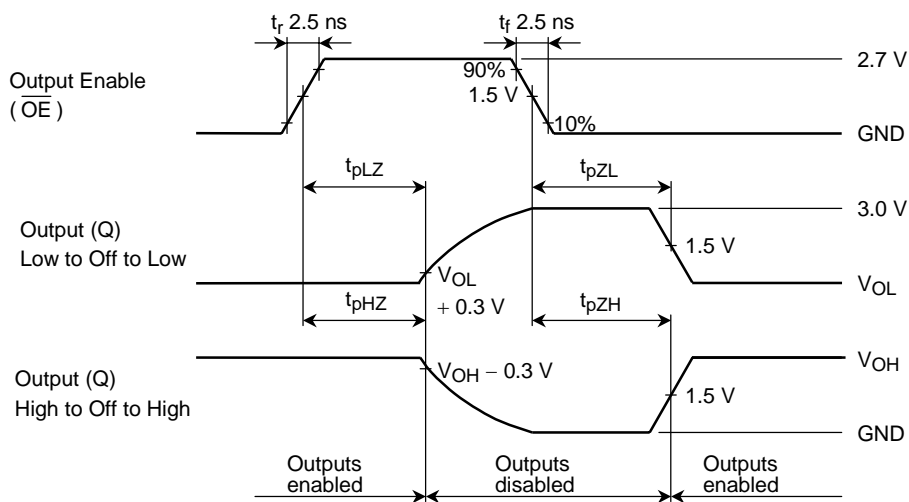 tr 2.5 ns
tf 2.5 ns
Output Enable
( OE )
90%
1.5 V
10%
2.7 V
GND
tpLZ
tpZL
Output (Q)
Low to Off to Low
3.0 V
1.5 V
VOL
+ 0.3 V
VOL
tpHZ
tpZH
Output (Q)
High to Off to High
VOH − 0.3 V
VOH
1.5 V
GND
Outputs
enabled
Outputs
disabled
Outputs
enabled